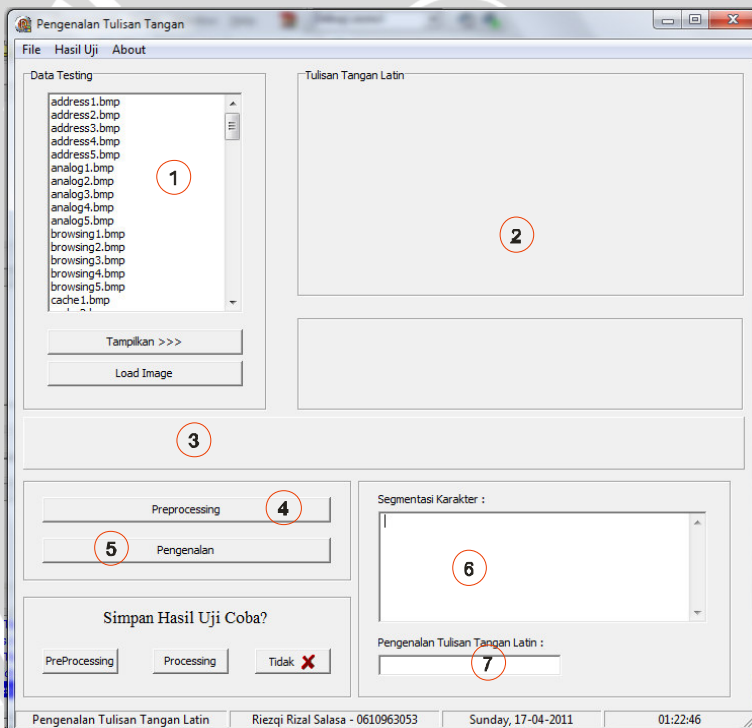 Pengenalan Tulisan Tangan
File Hasil Uji About
Data Testing
address1.bmp
address2.bmp
address3.bmp
address4.bmp
address5.bmp
analog1.bmp
analog2.bmp
analog3.bmp
analog4.bmp
analog5.bmp
browsing1.bmp
browsing2.bmp
browsing3.bmp
browsing4.bmp
browsing5.bmp
cache1.bmp
1
Tampilkan >>>
Load Image
Tulisan Tangan Latin
2
3
Preprocessing 4
5 Pengenalan
Simpan Hasil Uji Coba?
PreProcessing Processing Tidak
Segmentasi Karakter :
6
Pengenalan Tulisan Tangan Latin :
7
Pengenalan Tulisan Tangan Latin Riezqi Rizal Salasa - 0610963053 Sunday, 17-04-2011 01:22:46